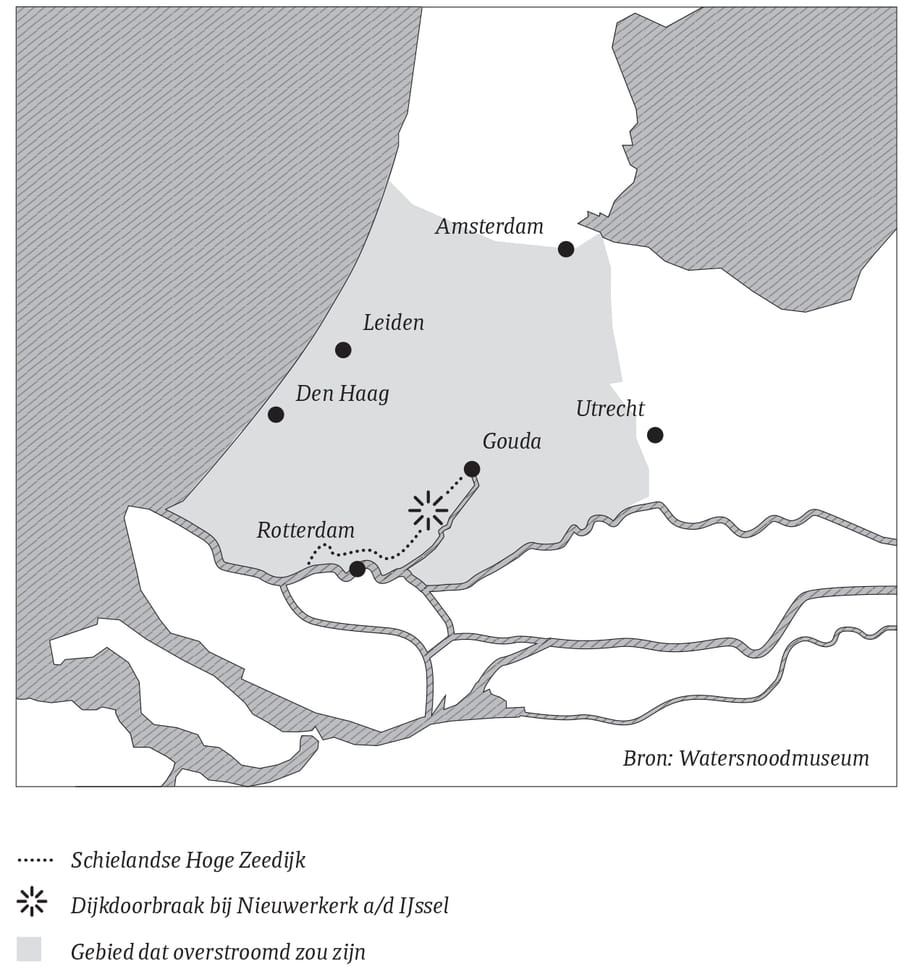 Amsterdam
Leiden
Den Haag
Utrecht
Gouda
Rotterdam
Bron: Watersnoodmuseum
Schielandse Hoge Zeedijk
Dijkdoorbraak bij Nieuwerkerk a/d IJssel
Gebied dat overstroomd zou zijn